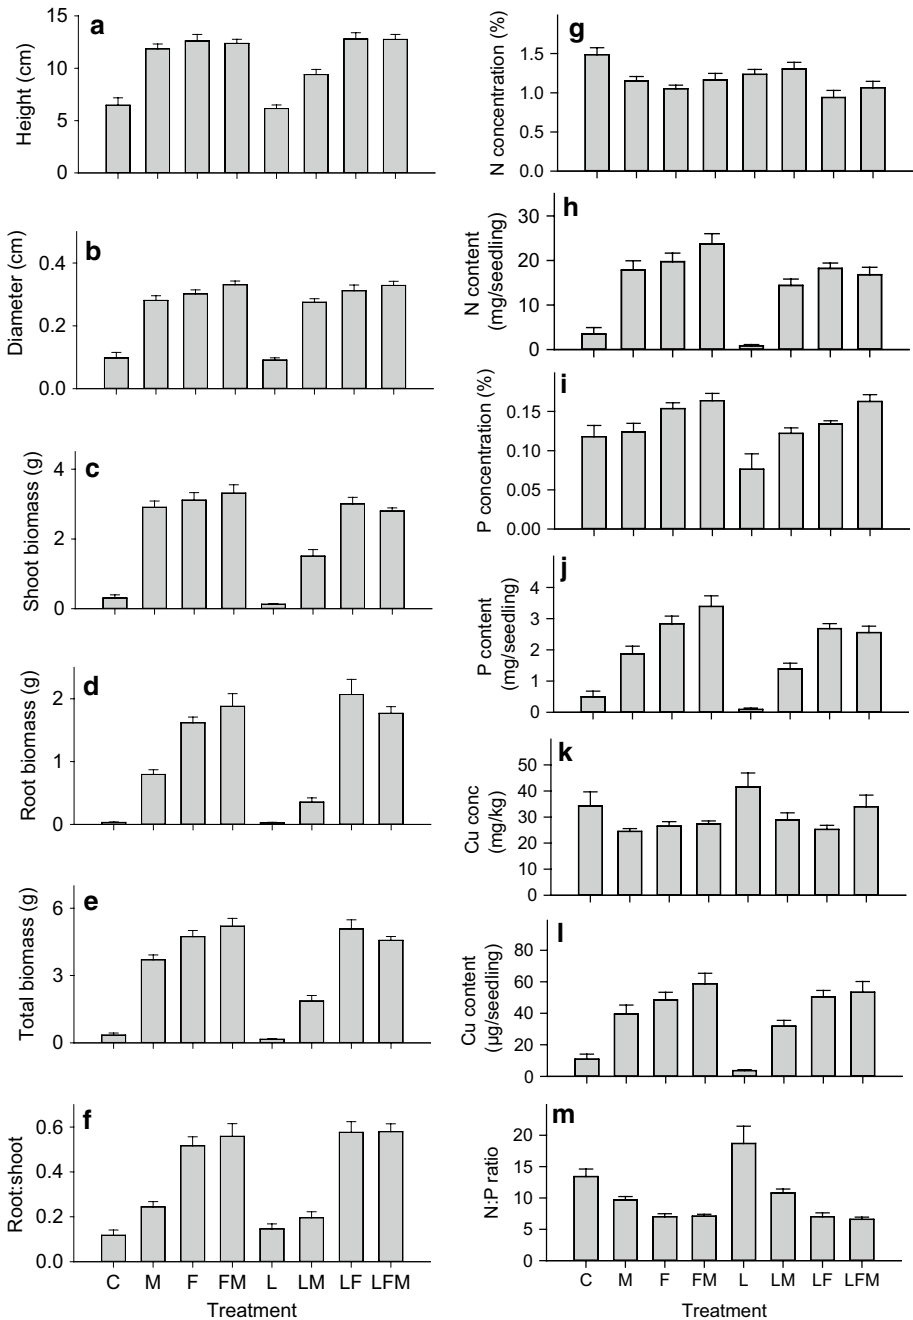 a
Height (cm)
15
10
5
0
b
Diameter (cm)
0.4
0.2
0.0
c
Shoot biomass (g)
4
2
0
d
Root biomass (g)
2
1
0
e
Total biomass (g)
6
3
0
f
Root:shoot
0.6
0.4
0.2
0.0
C M F FM L LM LF LFM
Treatment
g
N concentration (%)
1.5
1.0
0.5
0.0
h
N content
(mg/seedling)
30
20
10
0
i
P concentration (%)
0.15
0.10
0.05
0.00
j
P content
(mg/seedling)
4
3
2
1
0
k
Cu conc
(mg/kg)
50
40
30
20
10
0
l
Cu content
(µg/seedling)
80
60
40
20
0
m
N:P ratio
20
15
10
5
0
C M F FM L LM LF LFM
Treatment